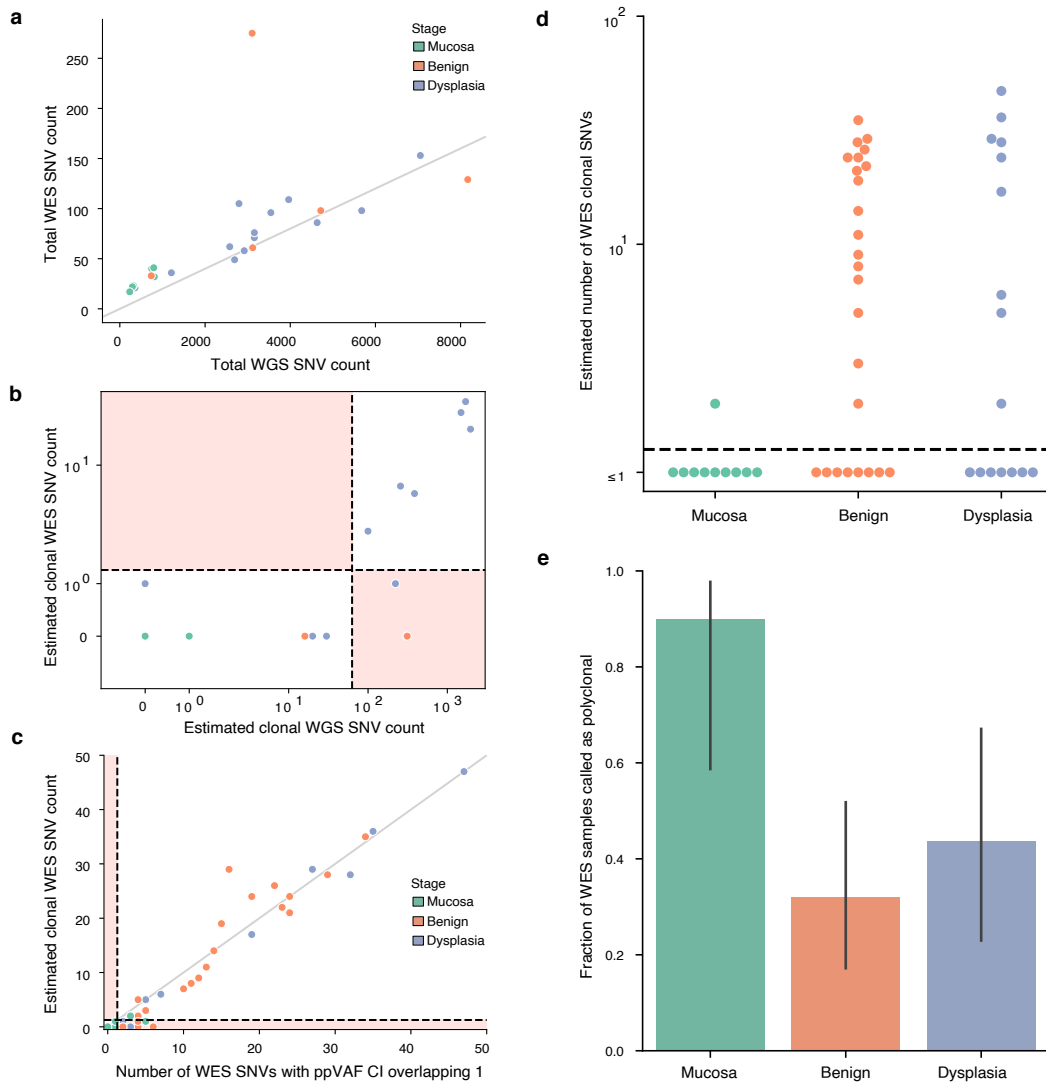 a
Total WES SNV count
250
200
150
100
50
0
0 2000 4000 6000 8000
Total WGS SNV count
Stage
Mucosa
Benign
Dysplasia
b
Estimated clonal WES SNV count
10^1
10^0
0
0 10^0 10^1 10^2 10^3
Estimated clonal WGS SNV count
c
Estimated clonal WES SNV count
50
40
30
20
10
0
0 10 20 30 40 50
Number of WES SNVs with ppVAF CI overlapping 1
Stage
Mucosa
Benign
Dysplasia
d
Estimated number of WES clonal SNVs
10^2
10^1
≤1
Mucosa Benign Dysplasia
e
Fraction of WES samples called as polyclonal
1.0
0.8
0.6
0.4
0.2
0.0
Mucosa Benign Dysplasia